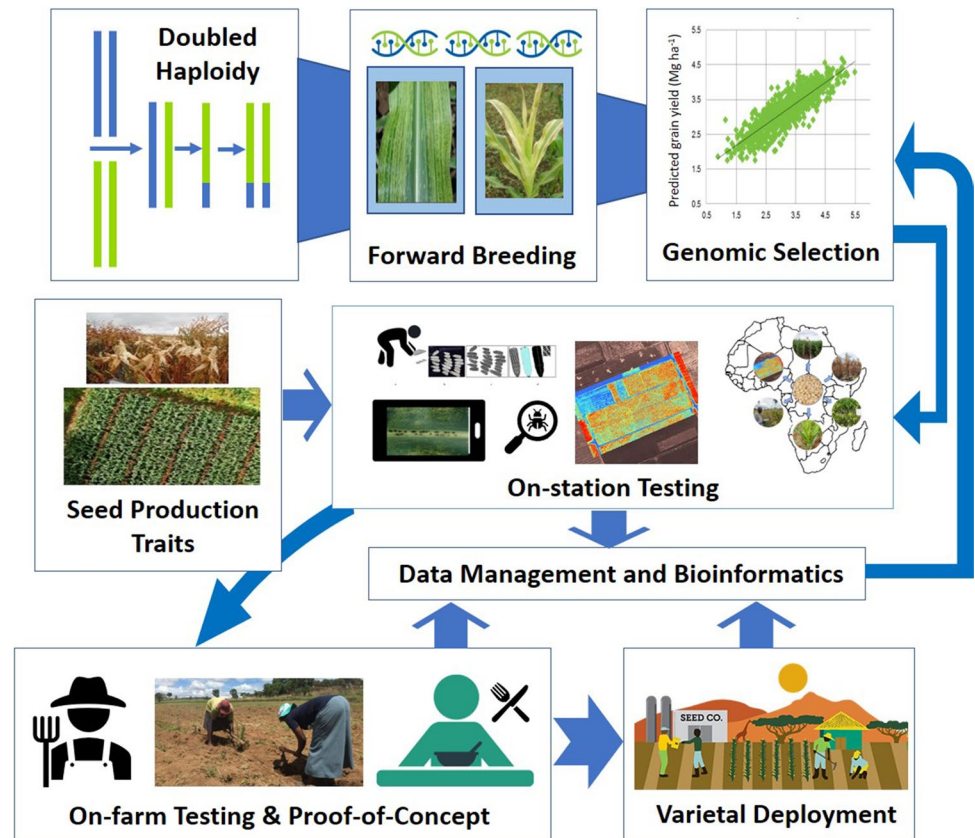 Doubled
Haploidy
Forward Breeding
Predicted grain yield (Mg ha⁻¹)
5.5
4.5
3.5
2.5
1.5
0.5
0.5 1.5 2.5 3.5 4.5 5.5
Genomic Selection
Seed Production
Traits
On-station Testing
Data Management and Bioinformatics
On-farm Testing & Proof-of-Concept
SEED CO.
Varietal Deployment